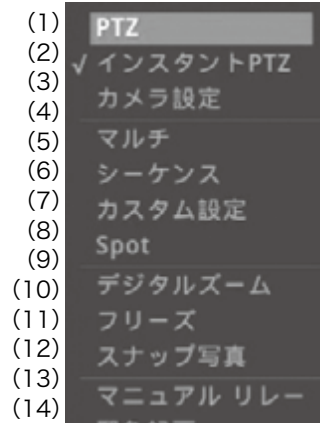 (1) PTZ
(2) √ インスタントPTZ
(3) カメラ設定
(4)
(5) マルチ
(6) シーケンス
(7) カスタム設定
(8) Spot
(9)
(10) デジタルズーム
(11) フリーズ
(12) スナップ写真
(13) マニュアル リレー
(14)